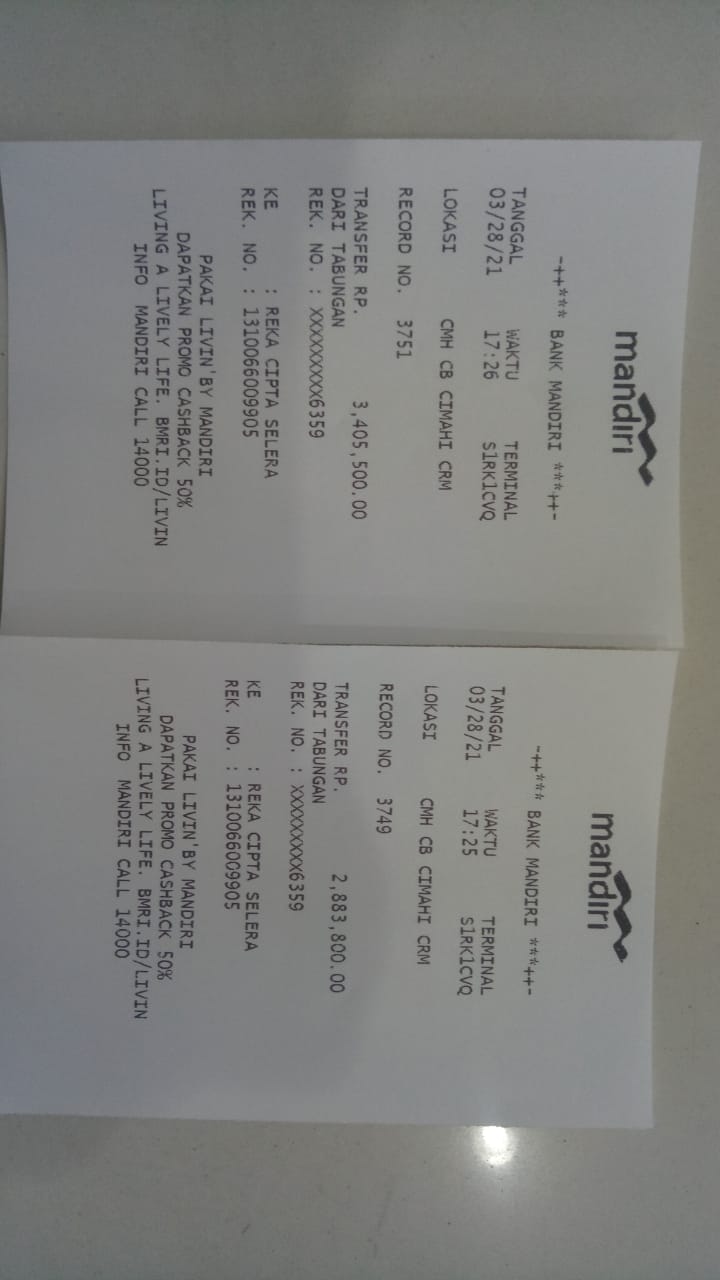 mandiri
-++*** BANK MANDIRI ***++-
TANGGAL WAKTU TERMINAL
03/28/21 17:26 S1RK1CVQ
LOKASI CMH CB CIMAHI CRM
RECORD NO. 3751
TRANSFER RP. 3,405,500.00
DARI TABUNGAN
REK. NO. : XXXXXXXXX6359
KE : REKA CIPTA SELERA
REK. NO. : 1310066009905
PAKAI LIVIN'BY MANDIRI
DAPATKAN PROMO CASHBACK 50%
LIVING A LIVELY LIFE. BMRI.ID/LIVIN
INFO MANDIRI CALL 14000
mandiri
-++*** BANK MANDIRI ***++-
TANGGAL WAKTU TERMINAL
03/28/21 17:25 S1RK1CVQ
LOKASI CMH CB CIMAHI CRM
RECORD NO. 3749
TRANSFER RP. 2,883,800.00
DARI TABUNGAN
REK. NO. : XXXXXXXXX6359
KE : REKA CIPTA SELERA
REK. NO. : 1310066009905
PAKAI LIVIN'BY MANDIRI
DAPATKAN PROMO CASHBACK 50%
LIVING A LIVELY LIFE. BMRI.ID/LIVIN
INFO MANDIRI CALL 14000